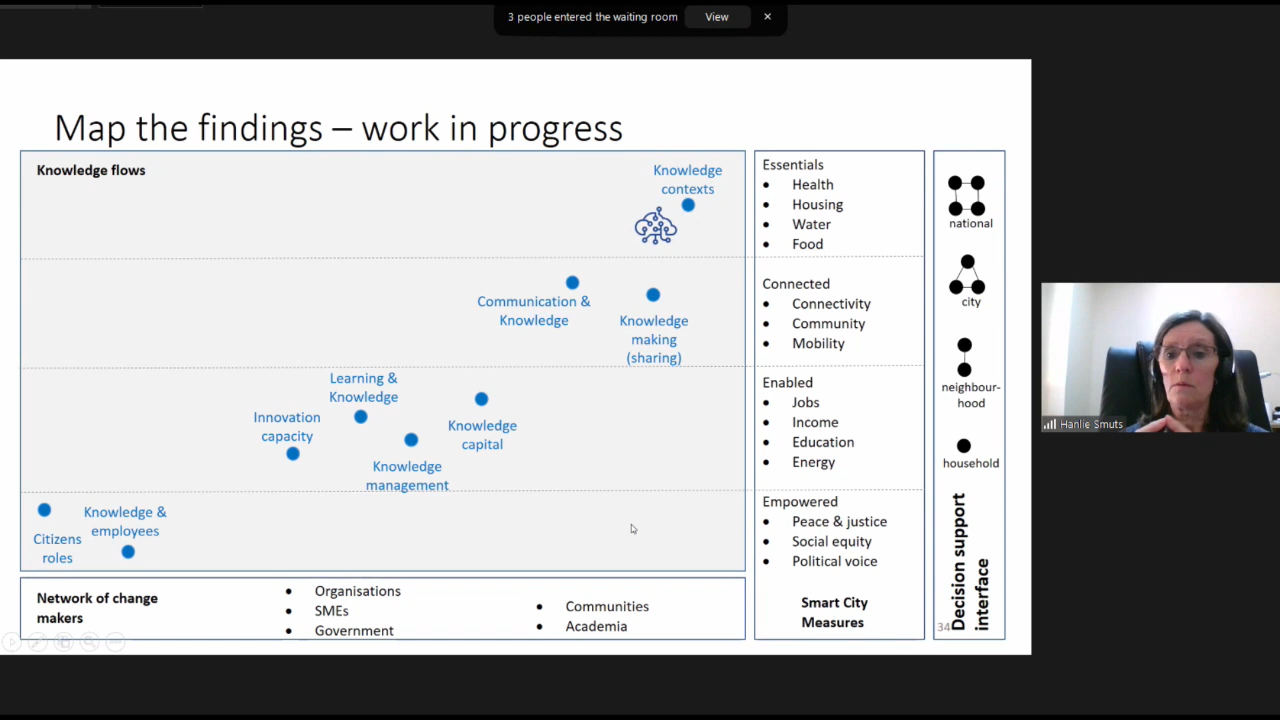 3 people entered the waiting room
View
Map the findings – work in progress
Knowledge flows
Knowledge
contexts
Communication &
Knowledge
Knowledge
making
(sharing)
Learning &
Knowledge
Innovation
capacity
Knowledge
capital
Knowledge
management
Knowledge &
employees
Citizens
roles
Network of change
makers
• Organisations
• SMEs
• Government
• Communities
• Academia
Essentials
• Health
• Housing
• Water
• Food
Connected
• Connectivity
• Community
• Mobility
Enabled
• Jobs
• Income
• Education
• Energy
Empowered
• Peace & justice
• Social equity
• Political voice
Smart City
Measures
national
city
neighbour-
hood
household
Decision support
interface
34
Hanlie Smuts